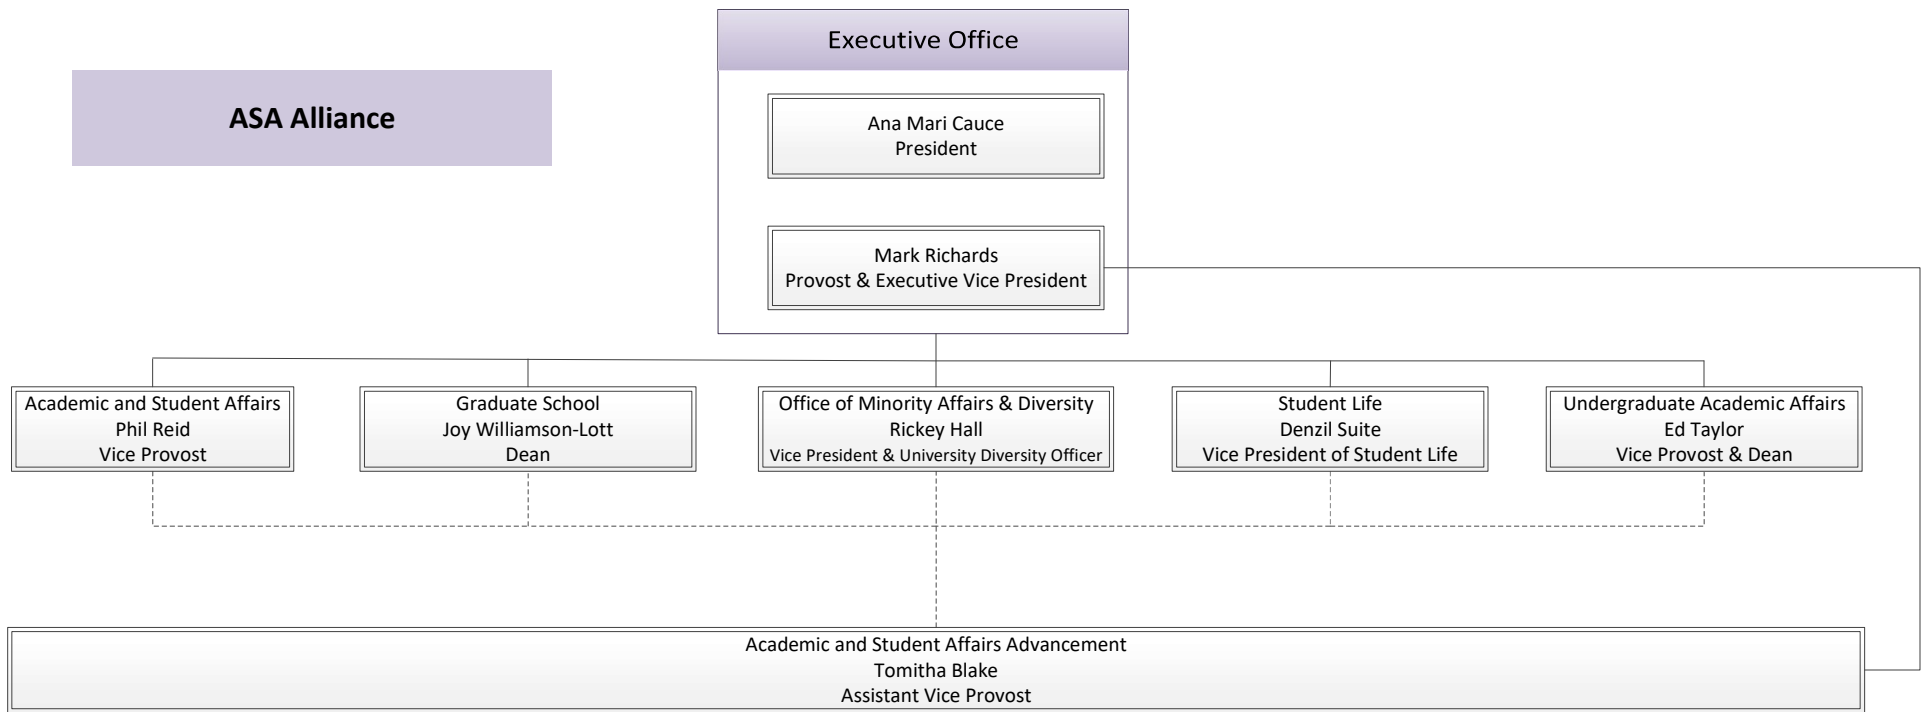 Executive Office
ASA Alliance
Ana Mari Cauce
President
Mark Richards
Provost & Executive Vice President
Academic and Student Affairs
Phil Reid
Vice Provost
Graduate School
Joy Williamson-Lott
Dean
Office of Minority Affairs & Diversity
Rickey Hall
Vice President & University Diversity Officer
Student Life
Denzil Suite
Vice President of Student Life
Undergraduate Academic Affairs
Ed Taylor
Vice Provost & Dean
Academic and Student Affairs Advancement
Tomitha Blake
Assistant Vice Provost